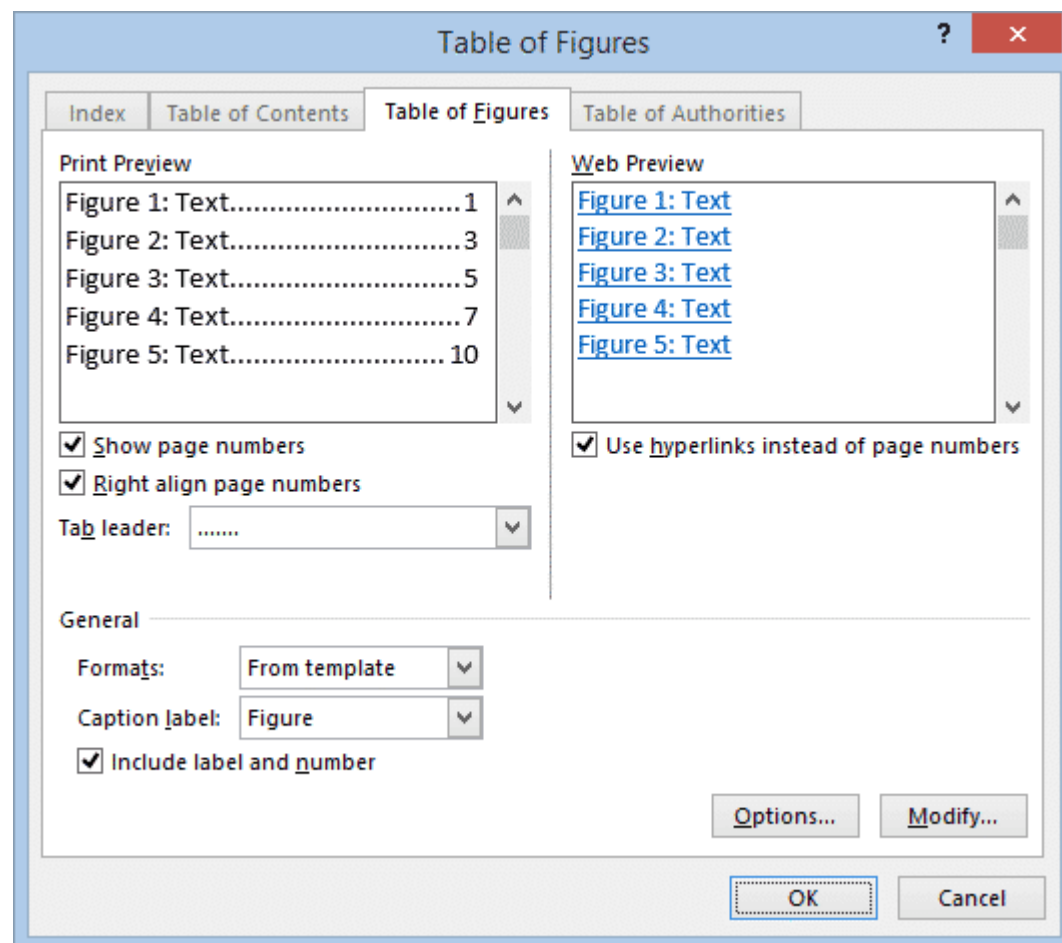 Table of Figures
?
Index
Table of Contents
Table of Figures
Table of Authorities
Print Preview
Figure 1: Text.............................1
Figure 2: Text.............................3
Figure 3: Text.............................5
Figure 4: Text.............................7
Figure 5: Text........................... 10
Show page numbers
Right align page numbers
Tab leader: .......
Web Preview
Figure 1: Text
Figure 2: Text
Figure 3: Text
Figure 4: Text
Figure 5: Text
Use hyperlinks instead of page numbers
General
Formats: From template
Caption label: Figure
Include label and number
Options... Modify...
OK Cancel